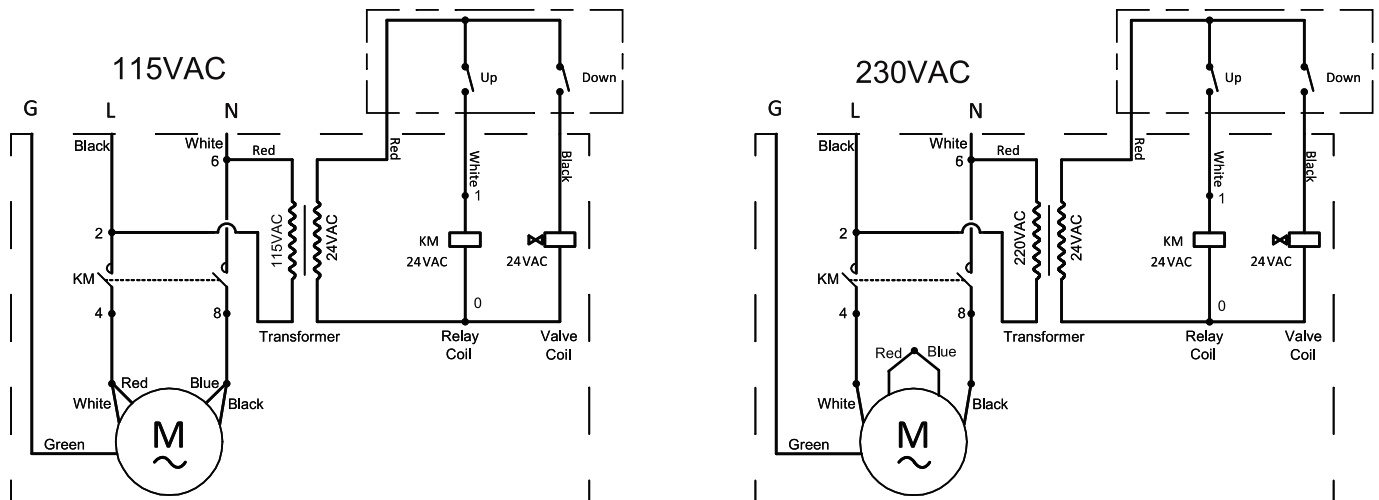 115VAC
G
L
N
Black
White
6
Red
Red
Up
Down
White
1
Black
2
115VAC
24VAC
KM
24VAC
24VAC
KM
4
8
0
Transformer
Relay
Coil
Valve
Coil
Red
Blue
White
Black
M
Green
230VAC
G
L
N
Black
White
6
Red
Red
Up
Down
White
1
Black
2
220VAC
24VAC
KM
24VAC
24VAC
KM
4
8
0
Transformer
Relay
Coil
Valve
Coil
Red
Blue
White
Black
M
Green